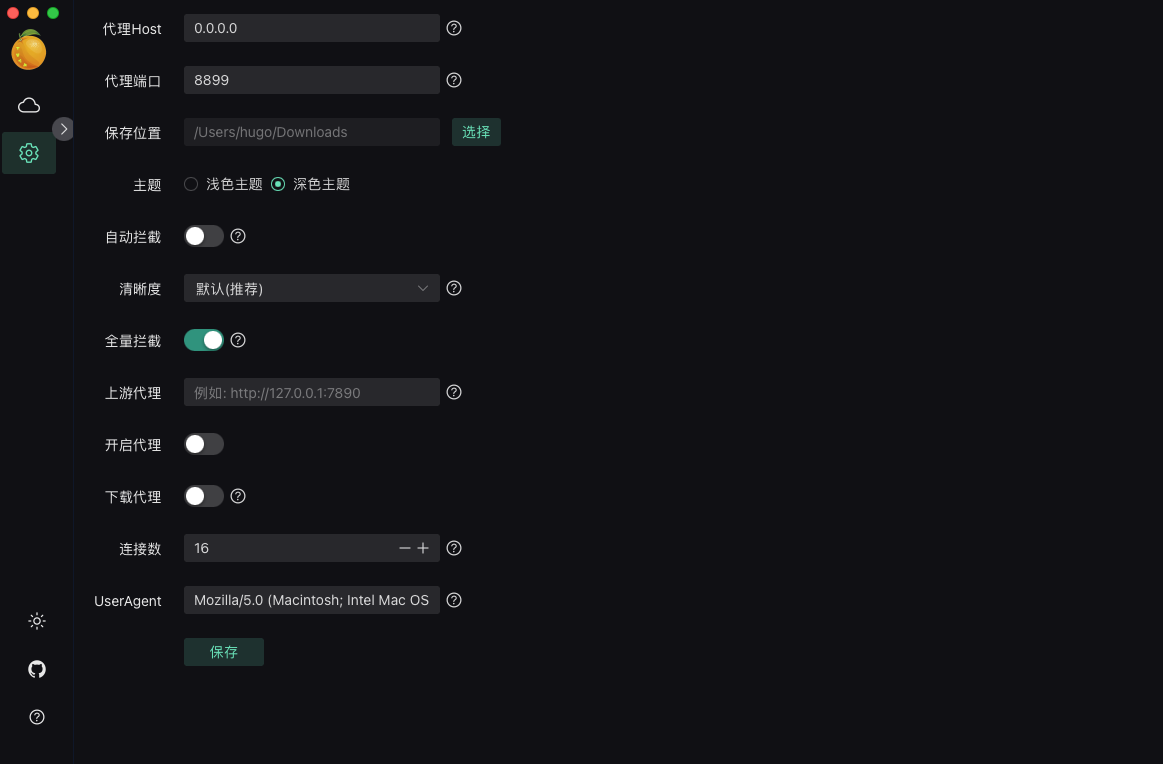 代理Host 0.0.0.0
代理端口 8899
保存位置 /Users/hugo/Downloads 选择
主题 浅色主题 深色主题
自动拦截
清晰度 默认(推荐)
全量拦截
上游代理 例如: http://127.0.0.1:7890
开启代理
下载代理
连接数 16
UserAgent Mozilla/5.0 (Macintosh; Intel Mac OS
保存